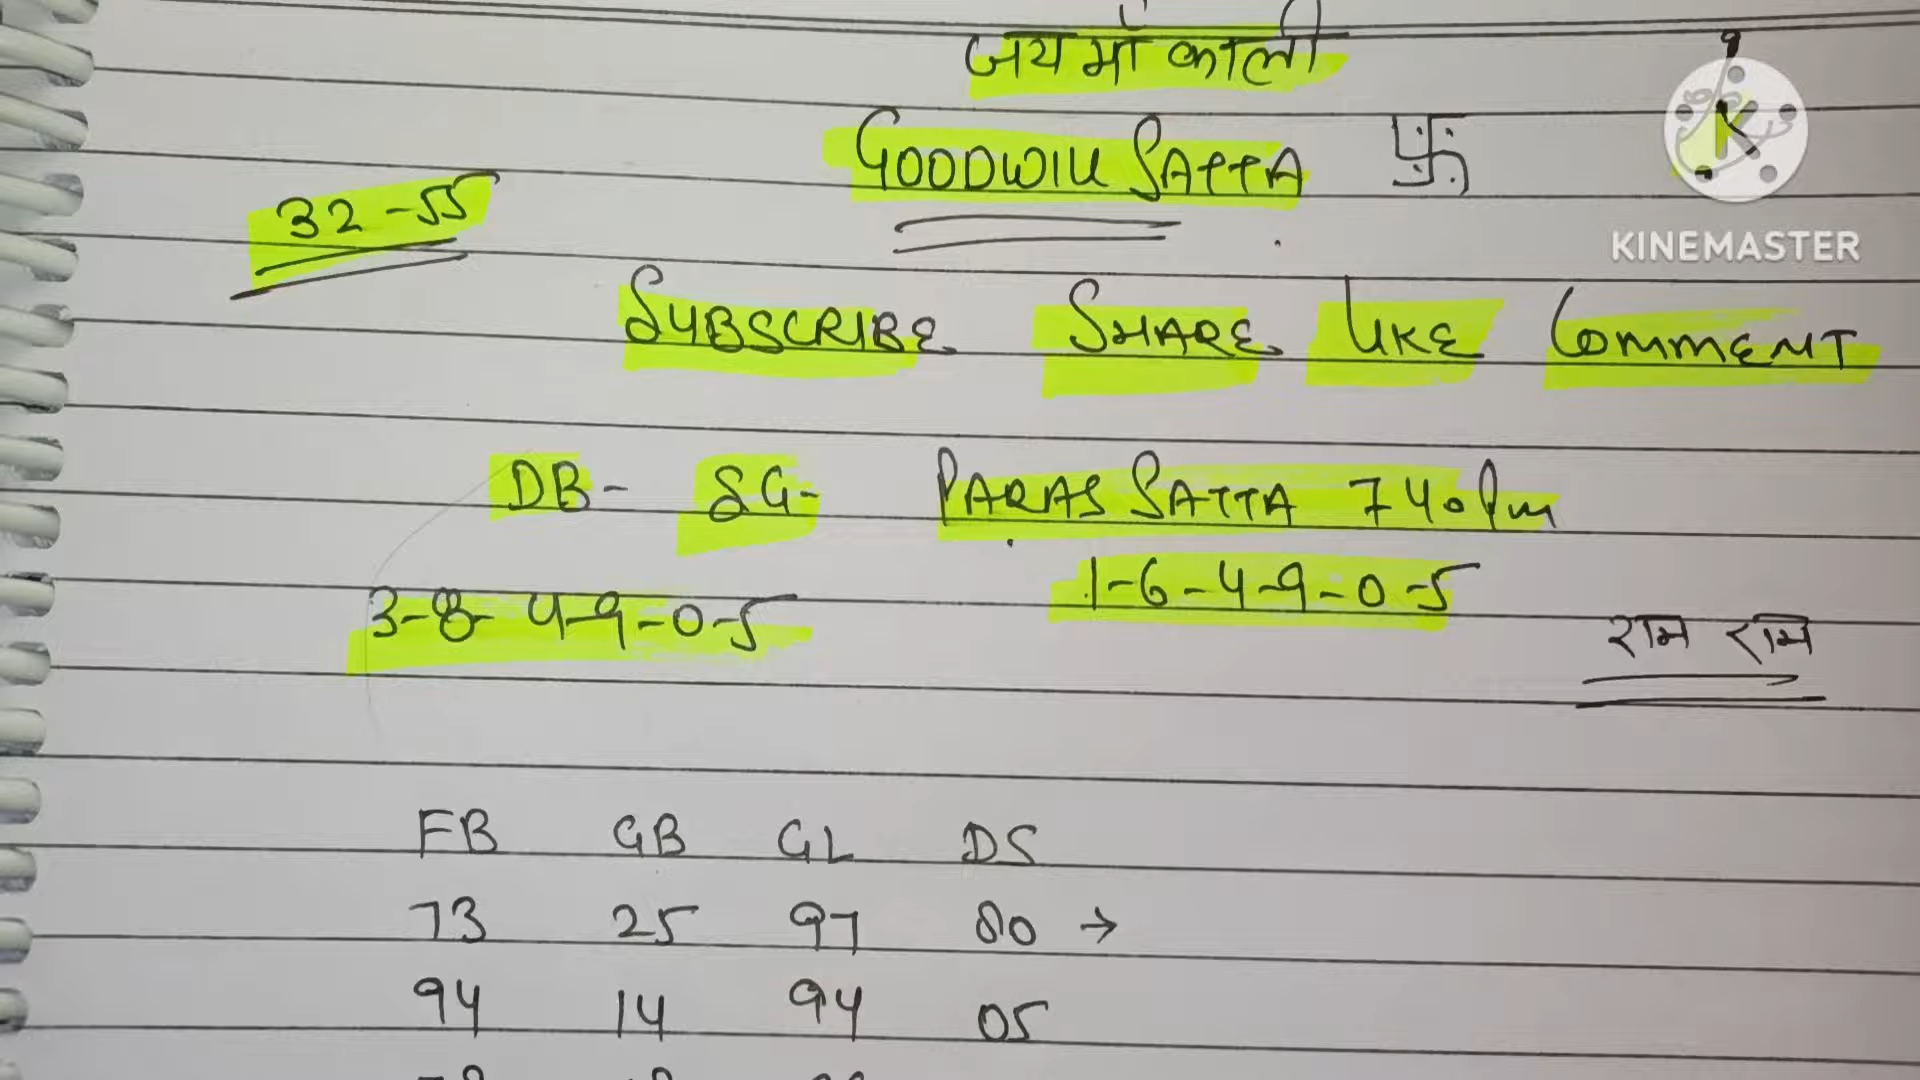 जय माँ काली
GOODWILL SATTA 卐
KINEMASTER
32-55
SUBSCRIBE SHARE LIKE COMMENT
DB- SG- PARAS SATTA 740Pm
3-8-4-9-0-5 1-6-4-9-0-5
राम राम
FB GB GL DS
73 25 97 80 →
94 14 94 05